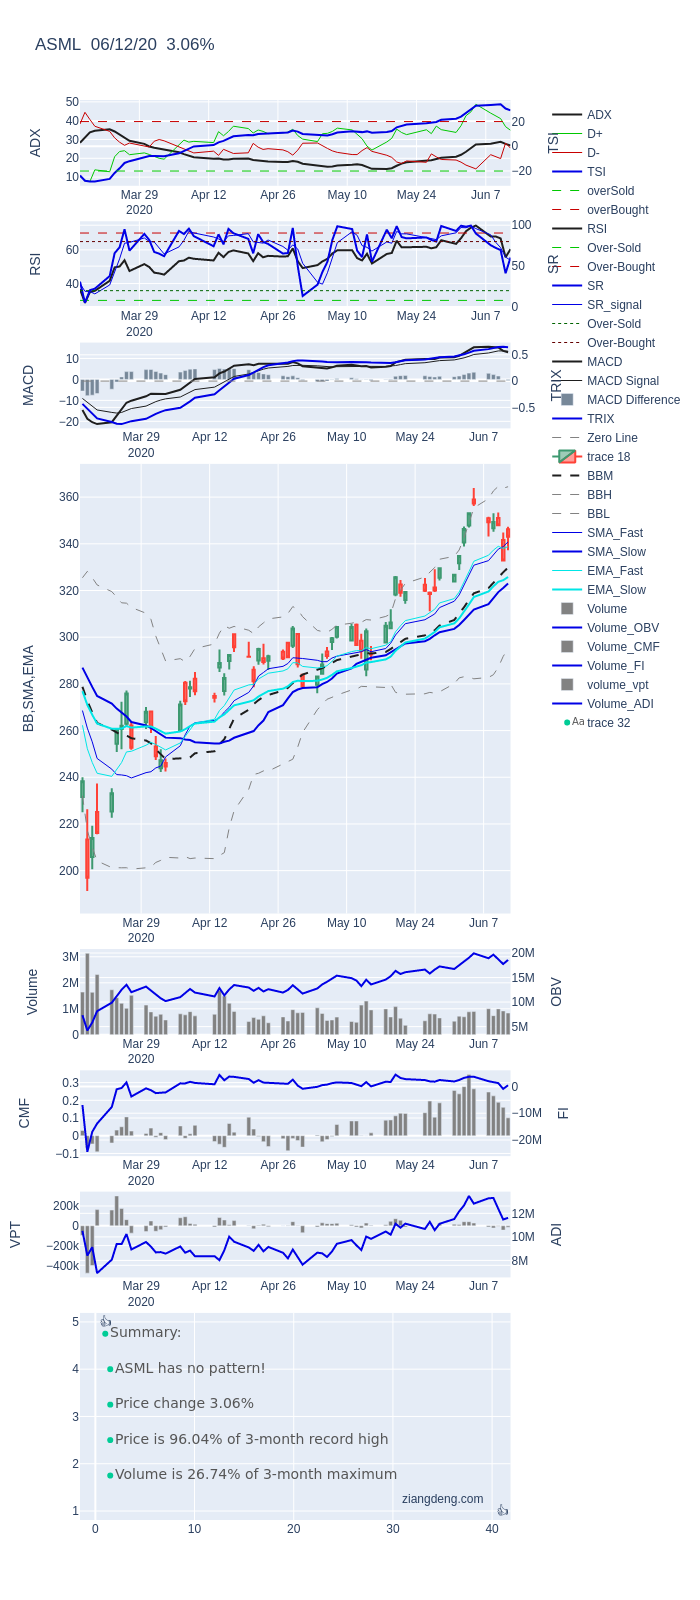 ASML  06/12/20  3.06%
ADX
50
40
30
20
10
20
0
−20
TSI
Mar 29
2020
Apr 12
Apr 26
May 10
May 24
Jun 7
RSI
60
40
100
50
0
SR
Mar 29
2020
Apr 12
Apr 26
May 10
May 24
Jun 7
MACD
10
0
−10
−20
0.5
0
−0.5
TRIX
Mar 29
2020
Apr 12
Apr 26
May 10
May 24
Jun 7
BB,SMA,EMA
360
340
320
300
280
260
240
220
200
Mar 29
2020
Apr 12
Apr 26
May 10
May 24
Jun 7
Volume
3M
2M
1M
0
20M
15M
10M
5M
OBV
Mar 29
2020
Apr 12
Apr 26
May 10
May 24
Jun 7
CMF
0.3
0.2
0.1
0
−0.1
0
−10M
−20M
FI
Mar 29
2020
Apr 12
Apr 26
May 10
May 24
Jun 7
VPT
200k
0
−200k
−400k
12M
10M
8M
ADI
Mar 29
2020
Apr 12
Apr 26
May 10
May 24
Jun 7
5
4
3
2
1
Summary:
ASML has no pattern!
Price change 3.06%
Price is 96.04% of 3-month record high
Volume is 26.74% of 3-month maximum
ziangdeng.com
0
10
20
30
40
ADX
D+
D-
TSI
overSold
overBought
RSI
Over-Sold
Over-Bought
SR
SR_signal
Over-Sold
Over-Bought
MACD
MACD Signal
MACD Difference
TRIX
Zero Line
trace 18
BBM
BBH
BBL
SMA_Fast
SMA_Slow
EMA_Fast
EMA_Slow
Volume
Volume_OBV
Volume_CMF
Volume_FI
volume_vpt
Volume_ADI
Aa trace 32